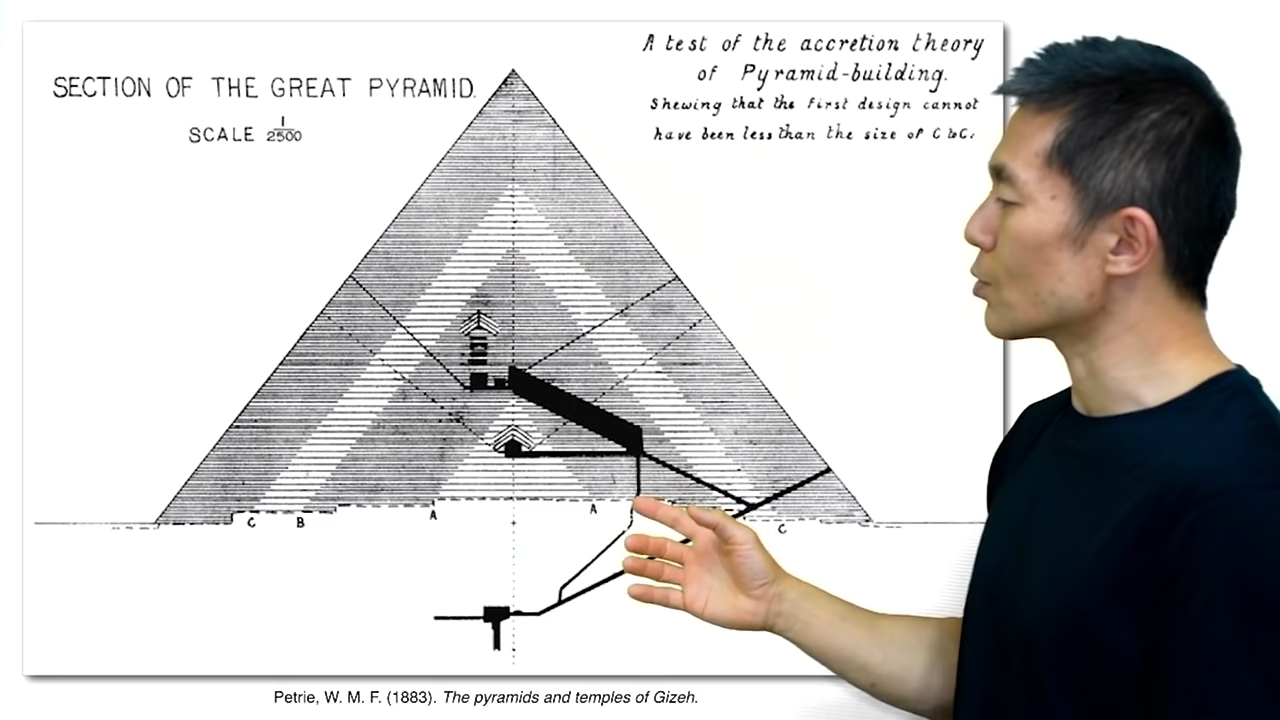 SECTION OF THE GREAT PYRAMID.
SCALE 1/2500
A test of the accretion theory
of Pyramid-building.
Shewing that the first design cannot
have been less than the size of C to C.
C B A A C
Petrie, W. M. F. (1883). The pyramids and temples of Gizeh.